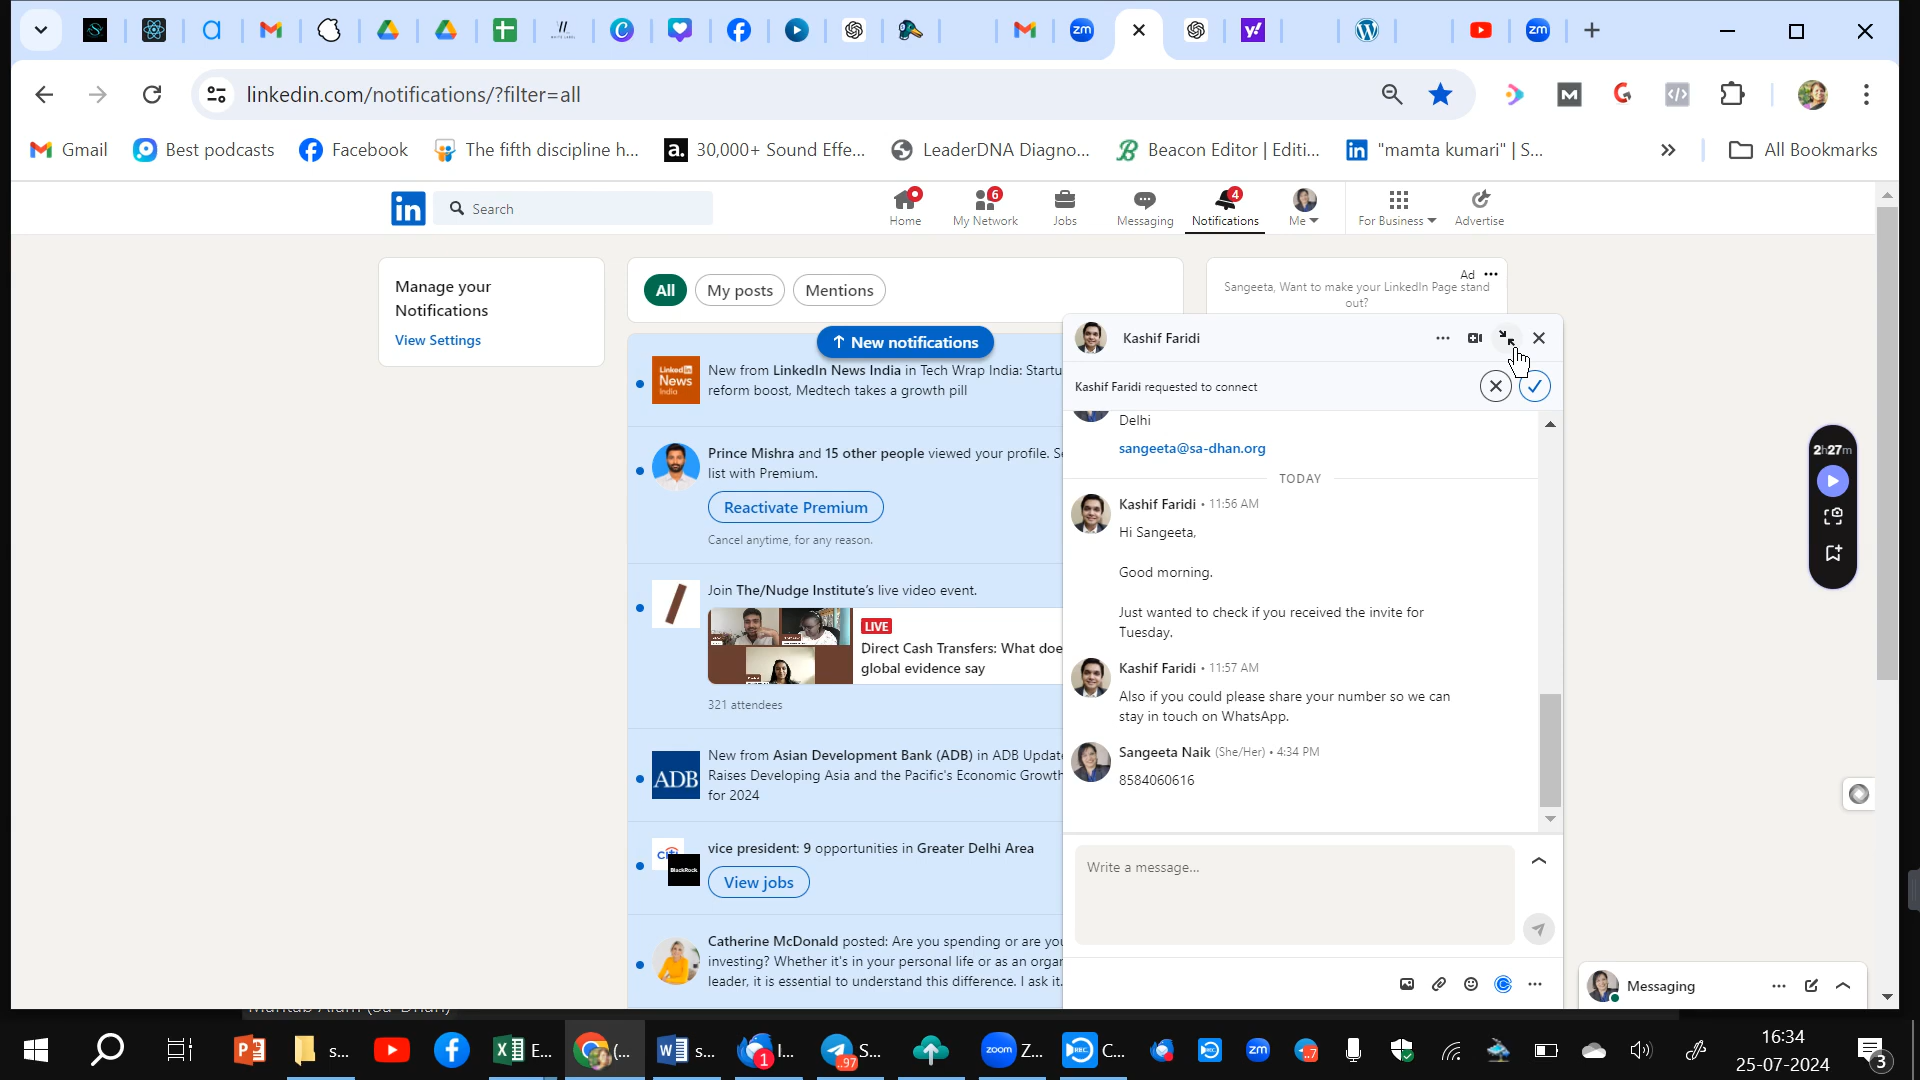 linkedin.com/notifications/?filter=all
Gmail
Best podcasts
Facebook
The fifth discipline h...
30,000+ Sound Effe...
LeaderDNA Diagno...
Beacon Editor | Editi...
"mamta kumari" | S...
All Bookmarks
Search
Home
6
My Network
Jobs
Messaging
4
Notifications
Me
For Business
Advertise
Manage your
Notifications
View Settings
All
My posts
Mentions
Ad
Sangeeta, Want to make your LinkedIn Page stand
out?
↑ New notifications
New from LinkedIn News India in Tech Wrap India: Startu
reform boost, Medtech takes a growth pill
Prince Mishra and 15 other people viewed your profile. S
list with Premium.
Reactivate Premium
Cancel anytime, for any reason.
Join The/Nudge Institute's live video event.
LIVE
Direct Cash Transfers: What doe
global evidence say
321 attendees
ADB
New from Asian Development Bank (ADB) in ADB Updat
Raises Developing Asia and the Pacific's Economic Growth
for 2024
citi
BlackRock
vice president: 9 opportunities in Greater Delhi Area
View jobs
Catherine McDonald posted: Are you spending or are you
investing? Whether it's in your personal life or as an organ
leader, it is essential to understand this difference. I ask it.
Kashif Faridi
Kashif Faridi requested to connect
Delhi
sangeeta@sa-dhan.org
TODAY
Kashif Faridi • 11:56 AM
Hi Sangeeta,
Good morning.
Just wanted to check if you received the invite for
Tuesday.
Kashif Faridi • 11:57 AM
Also if you could please share your number so we can
stay in touch on WhatsApp.
Sangeeta Naik (She/Her) • 4:34 PM
8584060616
Write a message...
Messaging
2h27m
s...
E...
(...
s...
1
I...
97
S...
zoom
Z...
REC
C...
zm
16:34
25-07-2024
3